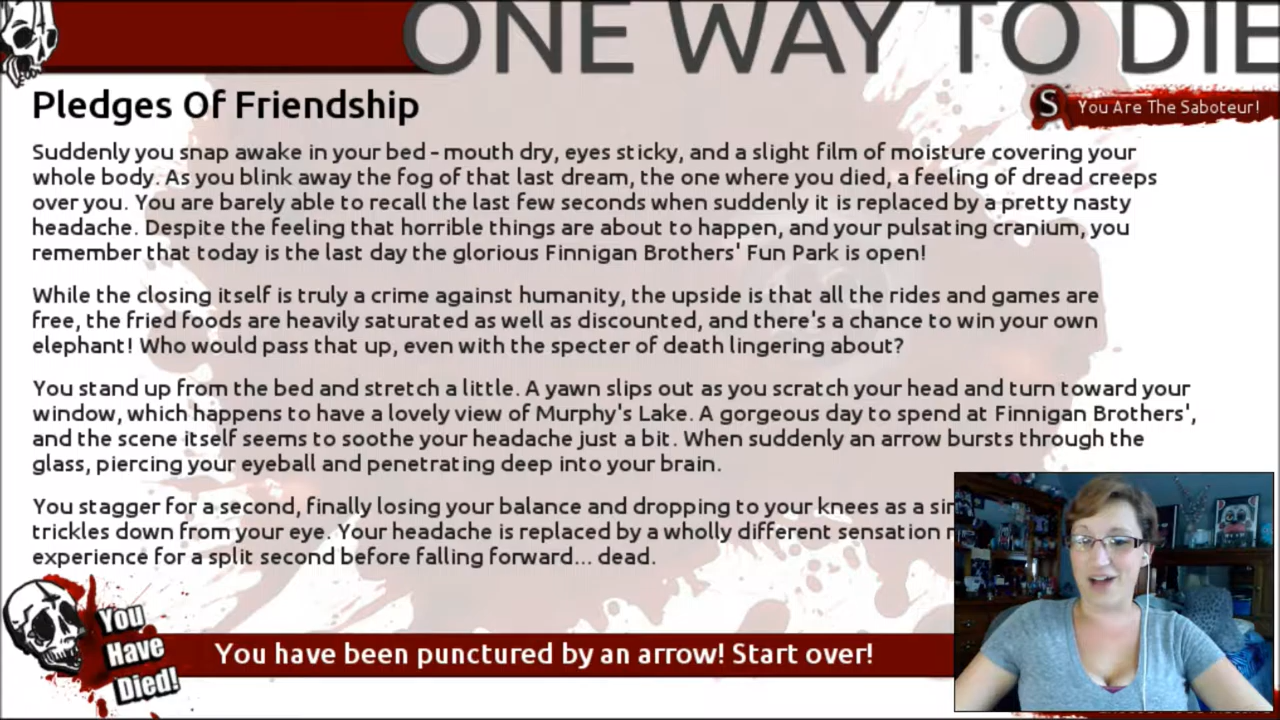 ONE WAY TO DIE
Pledges Of Friendship
S You Are The Saboteur!
Suddenly you snap awake in your bed - mouth dry, eyes sticky, and a slight film of moisture covering your
whole body. As you blink away the fog of that last dream, the one where you died, a feeling of dread creeps
over you. You are barely able to recall the last few seconds when suddenly it is replaced by a pretty nasty
headache. Despite the feeling that horrible things are about to happen, and your pulsating cranium, you
remember that today is the last day the glorious Finnigan Brothers' Fun Park is open!
While the closing itself is truly a crime against humanity, the upside is that all the rides and games are
free, the fried foods are heavily saturated as well as discounted, and there's a chance to win your own
elephant! Who would pass that up, even with the specter of death lingering about?
You stand up from the bed and stretch a little. A yawn slips out as you scratch your head and turn toward your
window, which happens to have a lovely view of Murphy's Lake. A gorgeous day to spend at Finnigan Brothers',
and the scene itself seems to soothe your headache just a bit. When suddenly an arrow bursts through the
glass, piercing your eyeball and penetrating deep into your brain.
You stagger for a second, finally losing your balance and dropping to your knees as a
trickles down from your eye. Your headache is replaced by a wholly different sensation
experience for a split second before falling forward... dead.
You
Have
Died!
You have been punctured by an arrow! Start over!